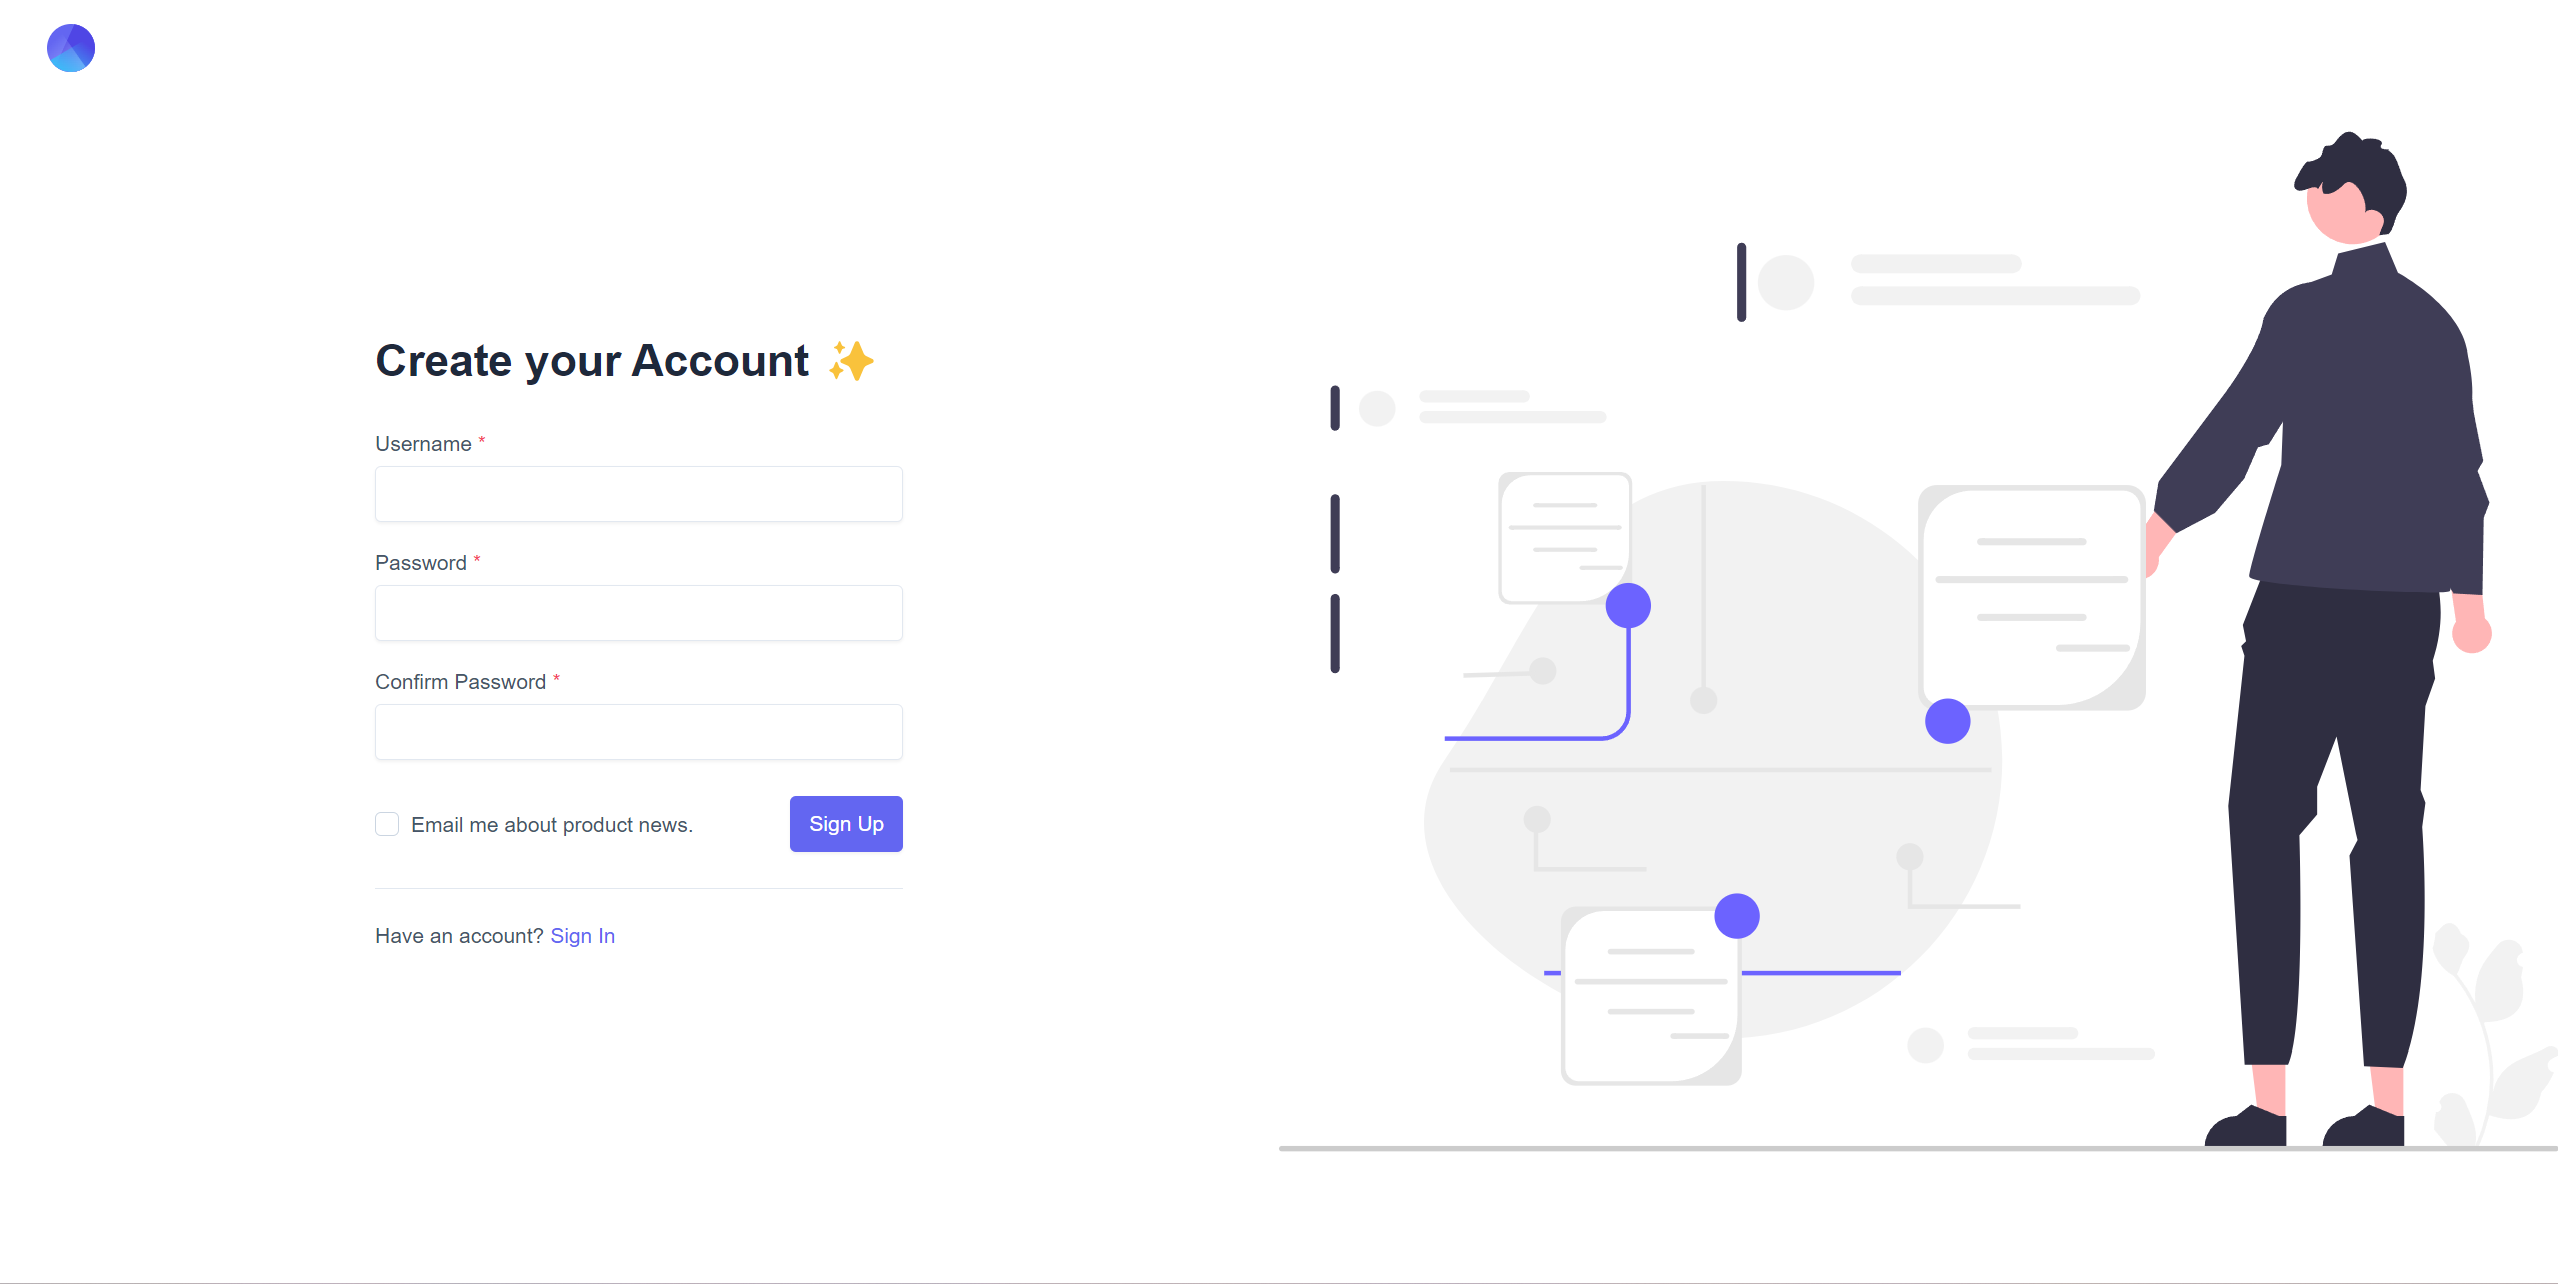 Create your Account ✨
Username *
Password *
Confirm Password *
Email me about product news.
Sign Up
Have an account? Sign In